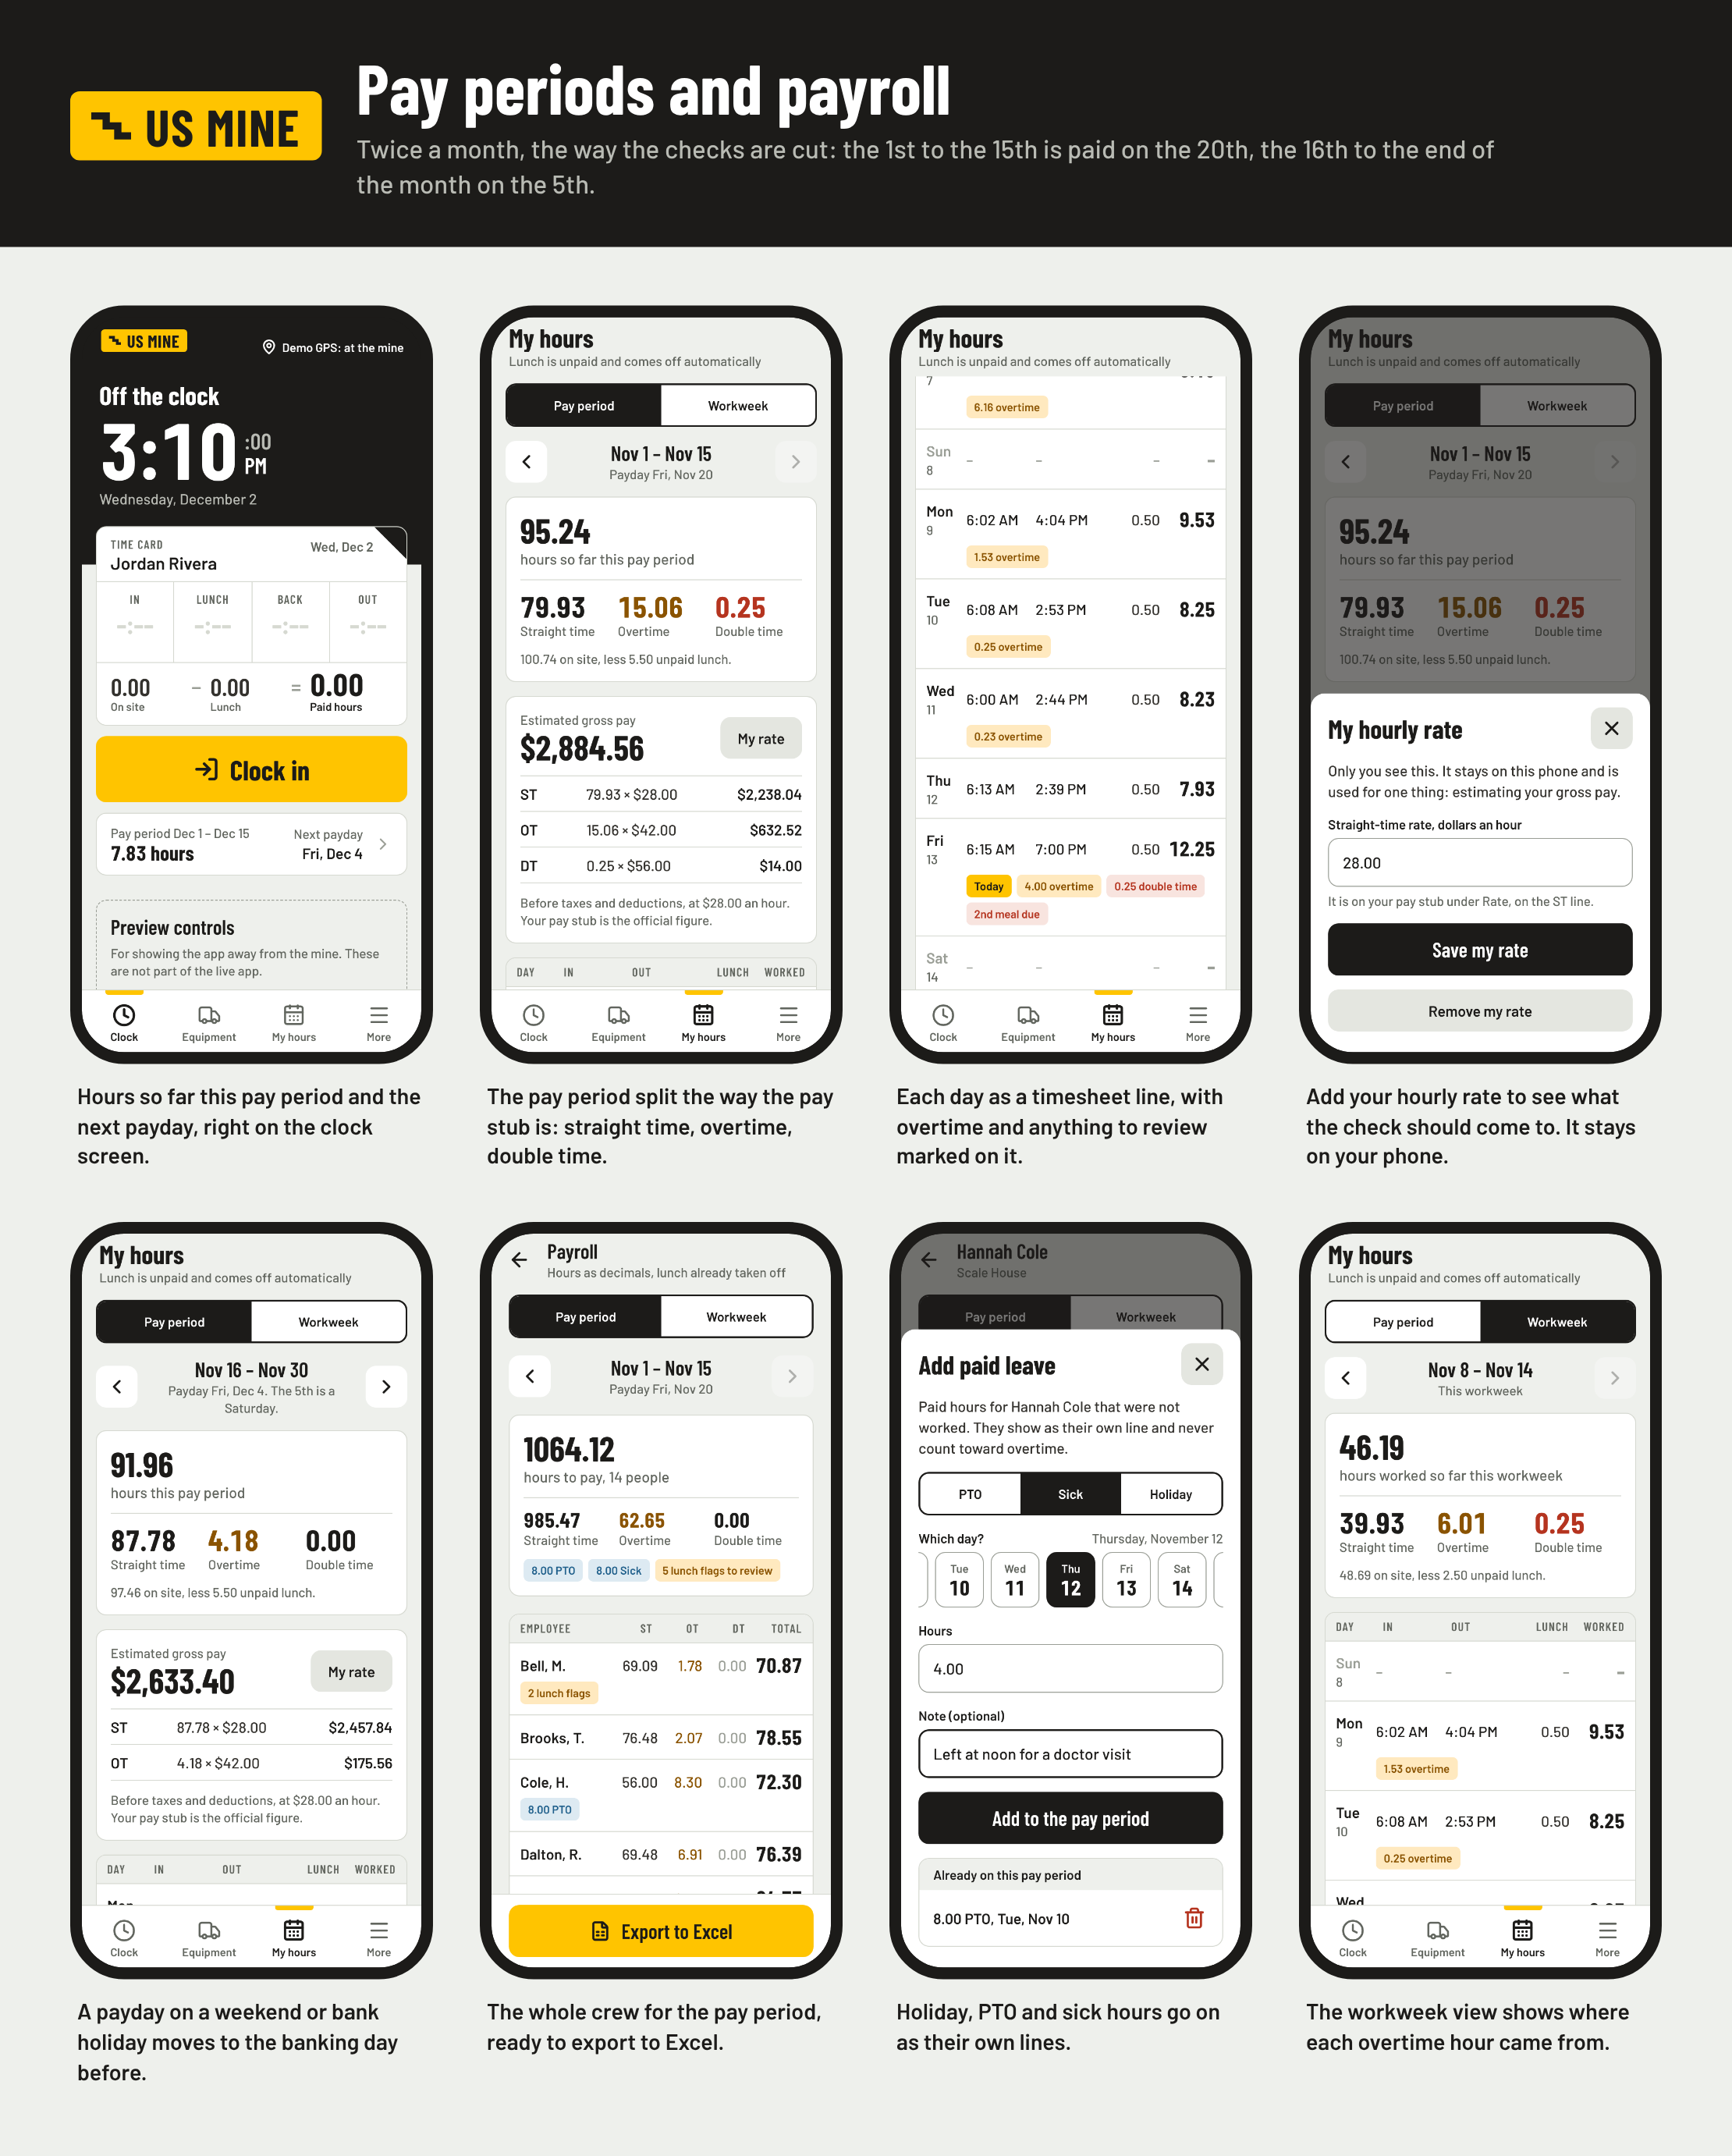 US MINE
Pay periods and payroll
Twice a month, the way the checks are cut: the 1st to the 15th is paid on the 20th, the 16th to the end of
the month on the 5th.
US MINE
Demo GPS: at the mine
Off the clock
3:10 :00 PM
Wednesday, December 2
TIME CARD
Wed, Dec 2
Jordan Rivera
IN LUNCH BACK OUT
-:-- -:-- -:-- -:--
0.00 – 0.00 = 0.00
On site Lunch Paid hours
Clock in
Pay period Dec 1 – Dec 15 Next payday
7.83 hours Fri, Dec 4
Preview controls
For showing the app away from the mine. These
are not part of the live app.
Clock Equipment My hours More
Hours so far this pay period and the
next payday, right on the clock
screen.
My hours
Lunch is unpaid and comes off automatically
Pay period Workweek
Nov 1 – Nov 15
Payday Fri, Nov 20
95.24
hours so far this pay period
79.93 15.06 0.25
Straight time Overtime Double time
100.74 on site, less 5.50 unpaid lunch.
Estimated gross pay
$2,884.56
My rate
ST 79.93 × $28.00 $2,238.04
OT 15.06 × $42.00 $632.52
DT 0.25 × $56.00 $14.00
Before taxes and deductions, at $28.00 an hour.
Your pay stub is the official figure.
DAY IN OUT LUNCH WORKED
Clock Equipment My hours More
The pay period split the way the pay
stub is: straight time, overtime,
double time.
My hours
Lunch is unpaid and comes off automatically
7
6.16 overtime
Sun – – – –
8
Mon 6:02 AM 4:04 PM 0.50 9.53
9
1.53 overtime
Tue 6:08 AM 2:53 PM 0.50 8.25
10
0.25 overtime
Wed 6:00 AM 2:44 PM 0.50 8.23
11
0.23 overtime
Thu 6:13 AM 2:39 PM 0.50 7.93
12
Fri 6:15 AM 7:00 PM 0.50 12.25
13
Today 4.00 overtime 0.25 double time
2nd meal due
Sat – – – –
14
Clock Equipment My hours More
Each day as a timesheet line, with
overtime and anything to review
marked on it.
My hours
Lunch is unpaid and comes off automatically
Pay period Workweek
Nov 1 – Nov 15
Payday Fri, Nov 20
95.24
hours so far this pay period
79.93 15.06 0.25
Straight time Overtime Double time
100.74 on site, less 5.50 unpaid lunch.
My hourly rate
Only you see this. It stays on this phone and is
used for one thing: estimating your gross pay.
Straight-time rate, dollars an hour
28.00
It is on your pay stub under Rate, on the ST line.
Save my rate
Remove my rate
Add your hourly rate to see what
the check should come to. It stays
on your phone.
My hours
Lunch is unpaid and comes off automatically
Pay period Workweek
Nov 16 – Nov 30
Payday Fri, Dec 4. The 5th is a
Saturday.
91.96
hours this pay period
87.78 4.18 0.00
Straight time Overtime Double time
97.46 on site, less 5.50 unpaid lunch.
Estimated gross pay
$2,633.40
My rate
ST 87.78 × $28.00 $2,457.84
OT 4.18 × $42.00 $175.56
Before taxes and deductions, at $28.00 an hour.
Your pay stub is the official figure.
DAY IN OUT LUNCH WORKED
Mon
Clock Equipment My hours More
A payday on a weekend or bank
holiday moves to the banking day
before.
Payroll
Hours as decimals, lunch already taken off
Pay period Workweek
Nov 1 – Nov 15
Payday Fri, Nov 20
1064.12
hours to pay, 14 people
985.47 62.65 0.00
Straight time Overtime Double time
8.00 PTO 8.00 Sick 5 lunch flags to review
EMPLOYEE ST OT DT TOTAL
Bell, M. 69.09 1.78 0.00 70.87
2 lunch flags
Brooks, T. 76.48 2.07 0.00 78.55
Cole, H. 56.00 8.30 0.00 72.30
8.00 PTO
Dalton, R. 69.48 6.91 0.00 76.39
Export to Excel
The whole crew for the pay period,
ready to export to Excel.
Hannah Cole
Scale House
Pay period Workweek
Add paid leave
Paid hours for Hannah Cole that were not
worked. They show as their own line and never
count toward overtime.
PTO Sick Holiday
Which day? Thursday, November 12
Tue Wed Thu Fri Sat
10 11 12 13 14
Hours
4.00
Note (optional)
Left at noon for a doctor visit
Add to the pay period
Already on this pay period
8.00 PTO, Tue, Nov 10
Holiday, PTO and sick hours go on
as their own lines.
My hours
Lunch is unpaid and comes off automatically
Pay period Workweek
Nov 8 – Nov 14
This workweek
46.19
hours worked so far this workweek
39.93 6.01 0.25
Straight time Overtime Double time
48.69 on site, less 2.50 unpaid lunch.
DAY IN OUT LUNCH WORKED
Sun – – – –
8
Mon 6:02 AM 4:04 PM 0.50 9.53
9
1.53 overtime
Tue 6:08 AM 2:53 PM 0.50 8.25
10
0.25 overtime
Wed
Clock Equipment My hours More
The workweek view shows where
each overtime hour came from.